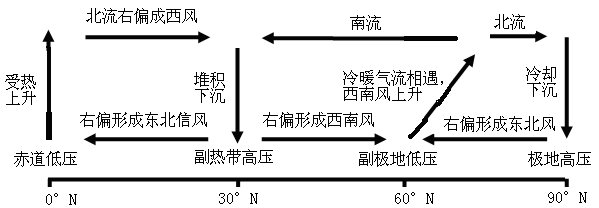 北流右偏成西风
南流
北流
受热
上升
堆积
下沉
冷暖气流相遇，
西南风上升
冷却
下沉
右偏形成东北信风
右偏形成西南风
右偏形成东北风
赤道低压
副热带高压
副极地低压
极地高压
0° N
30° N
60° N
90° N